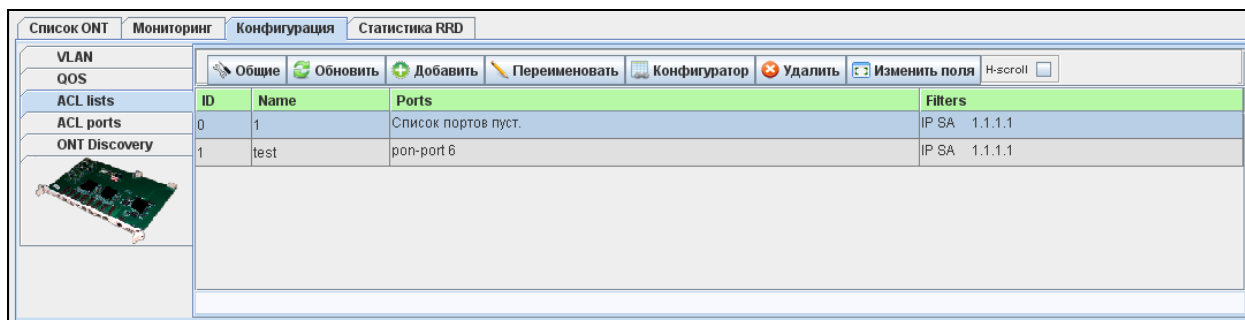 Список ONT Мониторинг Конфигурация Статистика RRD
VLAN
QOS
ACL lists
ACL ports
ONT Discovery
Общие Обновить Добавить Переименовать Конфигуратор Удалить Изменить поля H-scroll
ID Name Ports Filters
0 1 Список портов пуст. IP SA 1.1.1.1
1 test pon-port 6 IP SA 1.1.1.1